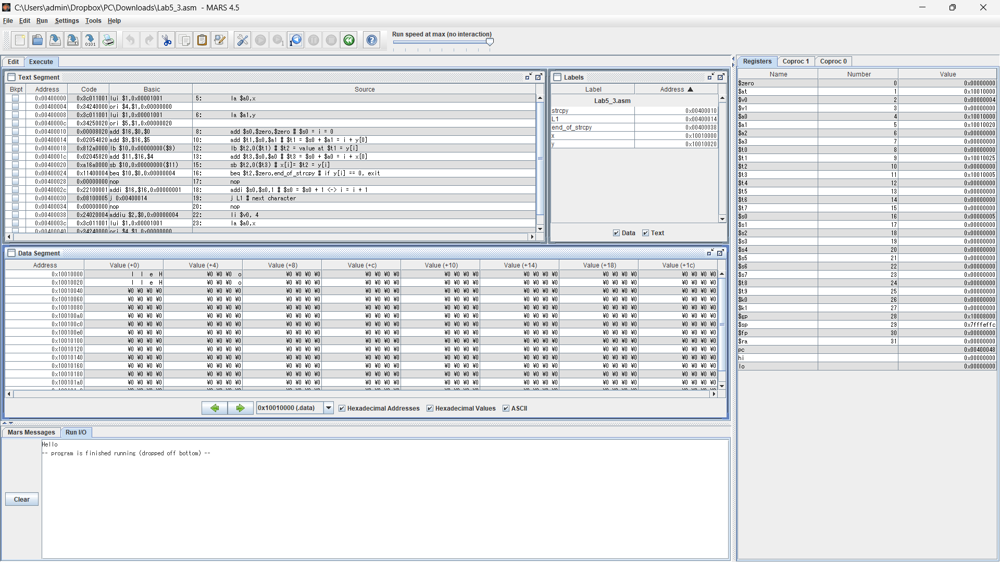 C:\Users\admin\Dropbox\PC\Downloads\Lab5_3.asm - MARS 4.5
File Edit Run Settings Tools Help
Run speed at max (no interaction)
Edit Execute
Text Segment
Bkpt Address Code Basic Source
0x00400000 0x3c011001 lui $1,0x00001001 5: la $a0,x
0x00400004 0x34240000 ori $4,$1,0x00000000
0x00400008 0x3c011001 lui $1,0x00001001 6: la $a1,y
0x0040000c 0x34250020 ori $5,$1,0x00000020
0x00400010 0x00008020 add $16,$0,$0 8: add $s0,$zero,$zero # $s0 = i = 0
0x00400014 0x02054820 add $9,$16,$5 10: add $t1,$s0,$a1 # $t1 = $s0 + $a1 = i + y[0]
0x00400018 0x812a0000 lb $10,0x00000000($9) 12: lb $t2,0($t1) # $t2 = value at $t1 = y[i]
0x0040001c 0x02045820 add $11,$16,$4 13: add $t3,$s0,$a0 # $t3 = $s0 + $a0 = i + x[0]
0x00400020 0xa16a0000 sb $10,0x00000000($11) 15: sb $t2,0($t3) # x[i]= $t2 = y[i]
0x00400024 0x11400004 beq $10,$0,0x00000004 16: beq $t2,$zero,end_of_strcpy # if y[i] == 0, exit
0x00400028 0x00000000 nop 17: nop
0x0040002c 0x22100001 addi $16,$16,0x00000001 18: addi $s0,$s0,1 # $s0 = $s0 + 1 <-> i = i + 1
0x00400030 0x08100005 j 0x00400014 19: j L1 # next character
0x00400034 0x00000000 nop 20: nop
0x00400038 0x24020004 addiu $2,$0,0x00000004 22: li $v0, 4
0x0040003c 0x3c011001 lui $1,0x00001001 23: la $a0,x
0x00400040 0x34240000 ori $4,$1,0x00000000
Labels
Label Address ▲
Lab5_3.asm
strcpy 0x00400010
L1 0x00400014
end_of_strcpy 0x00400038
x 0x10010000
y 0x10010020
Data Text
Data Segment
Address Value (+0) Value (+4) Value (+8) Value (+c) Value (+10) Value (+14) Value (+18) Value (+1c)
0x10010000 l l e H ¥0 ¥0 ¥0 o ¥0 ¥0 ¥0 ¥0 ¥0 ¥0 ¥0 ¥0 ¥0 ¥0 ¥0 ¥0 ¥0 ¥0 ¥0 ¥0 ¥0 ¥0 ¥0 ¥0 ¥0 ¥0 ¥0 ¥0
0x10010020 l l e H ¥0 ¥0 ¥0 o ¥0 ¥0 ¥0 ¥0 ¥0 ¥0 ¥0 ¥0 ¥0 ¥0 ¥0 ¥0 ¥0 ¥0 ¥0 ¥0 ¥0 ¥0 ¥0 ¥0 ¥0 ¥0 ¥0 ¥0
0x10010040 ¥0 ¥0 ¥0 ¥0 ¥0 ¥0 ¥0 ¥0 ¥0 ¥0 ¥0 ¥0 ¥0 ¥0 ¥0 ¥0 ¥0 ¥0 ¥0 ¥0 ¥0 ¥0 ¥0 ¥0 ¥0 ¥0 ¥0 ¥0 ¥0 ¥0 ¥0 ¥0
0x10010060 ¥0 ¥0 ¥0 ¥0 ¥0 ¥0 ¥0 ¥0 ¥0 ¥0 ¥0 ¥0 ¥0 ¥0 ¥0 ¥0 ¥0 ¥0 ¥0 ¥0 ¥0 ¥0 ¥0 ¥0 ¥0 ¥0 ¥0 ¥0 ¥0 ¥0 ¥0 ¥0
0x10010080 ¥0 ¥0 ¥0 ¥0 ¥0 ¥0 ¥0 ¥0 ¥0 ¥0 ¥0 ¥0 ¥0 ¥0 ¥0 ¥0 ¥0 ¥0 ¥0 ¥0 ¥0 ¥0 ¥0 ¥0 ¥0 ¥0 ¥0 ¥0 ¥0 ¥0 ¥0 ¥0
0x100100a0 ¥0 ¥0 ¥0 ¥0 ¥0 ¥0 ¥0 ¥0 ¥0 ¥0 ¥0 ¥0 ¥0 ¥0 ¥0 ¥0 ¥0 ¥0 ¥0 ¥0 ¥0 ¥0 ¥0 ¥0 ¥0 ¥0 ¥0 ¥0 ¥0 ¥0 ¥0 ¥0
0x100100c0 ¥0 ¥0 ¥0 ¥0 ¥0 ¥0 ¥0 ¥0 ¥0 ¥0 ¥0 ¥0 ¥0 ¥0 ¥0 ¥0 ¥0 ¥0 ¥0 ¥0 ¥0 ¥0 ¥0 ¥0 ¥0 ¥0 ¥0 ¥0 ¥0 ¥0 ¥0 ¥0
0x100100e0 ¥0 ¥0 ¥0 ¥0 ¥0 ¥0 ¥0 ¥0 ¥0 ¥0 ¥0 ¥0 ¥0 ¥0 ¥0 ¥0 ¥0 ¥0 ¥0 ¥0 ¥0 ¥0 ¥0 ¥0 ¥0 ¥0 ¥0 ¥0 ¥0 ¥0 ¥0 ¥0
0x10010100 ¥0 ¥0 ¥0 ¥0 ¥0 ¥0 ¥0 ¥0 ¥0 ¥0 ¥0 ¥0 ¥0 ¥0 ¥0 ¥0 ¥0 ¥0 ¥0 ¥0 ¥0 ¥0 ¥0 ¥0 ¥0 ¥0 ¥0 ¥0 ¥0 ¥0 ¥0 ¥0
0x10010120 ¥0 ¥0 ¥0 ¥0 ¥0 ¥0 ¥0 ¥0 ¥0 ¥0 ¥0 ¥0 ¥0 ¥0 ¥0 ¥0 ¥0 ¥0 ¥0 ¥0 ¥0 ¥0 ¥0 ¥0 ¥0 ¥0 ¥0 ¥0 ¥0 ¥0 ¥0 ¥0
0x10010140 ¥0 ¥0 ¥0 ¥0 ¥0 ¥0 ¥0 ¥0 ¥0 ¥0 ¥0 ¥0 ¥0 ¥0 ¥0 ¥0 ¥0 ¥0 ¥0 ¥0 ¥0 ¥0 ¥0 ¥0 ¥0 ¥0 ¥0 ¥0 ¥0 ¥0 ¥0 ¥0
0x10010160 ¥0 ¥0 ¥0 ¥0 ¥0 ¥0 ¥0 ¥0 ¥0 ¥0 ¥0 ¥0 ¥0 ¥0 ¥0 ¥0 ¥0 ¥0 ¥0 ¥0 ¥0 ¥0 ¥0 ¥0 ¥0 ¥0 ¥0 ¥0 ¥0 ¥0 ¥0 ¥0
0x10010180 ¥0 ¥0 ¥0 ¥0 ¥0 ¥0 ¥0 ¥0 ¥0 ¥0 ¥0 ¥0 ¥0 ¥0 ¥0 ¥0 ¥0 ¥0 ¥0 ¥0 ¥0 ¥0 ¥0 ¥0 ¥0 ¥0 ¥0 ¥0 ¥0 ¥0 ¥0 ¥0
0x100101a0 ¥0 ¥0 ¥0 ¥0 ¥0 ¥0 ¥0 ¥0 ¥0 ¥0 ¥0 ¥0 ¥0 ¥0 ¥0 ¥0 ¥0 ¥0 ¥0 ¥0 ¥0 ¥0 ¥0 ¥0 ¥0 ¥0 ¥0 ¥0 ¥0 ¥0 ¥0 ¥0
0x10010000 (.data) Hexadecimal Addresses Hexadecimal Values ASCII
Mars Messages Run I/O
Hello
-- program is finished running (dropped off bottom) --
Clear
Registers Coproc 1 Coproc 0
Name Number Value
$zero 0 0x00000000
$at 1 0x10010000
$v0 2 0x00000004
$v1 3 0x00000000
$a0 4 0x10010000
$a1 5 0x10010020
$a2 6 0x00000000
$a3 7 0x00000000
$t0 8 0x00000000
$t1 9 0x10010025
$t2 10 0x00000000
$t3 11 0x10010005
$t4 12 0x00000000
$t5 13 0x00000000
$t6 14 0x00000000
$t7 15 0x00000000
$s0 16 0x00000005
$s1 17 0x00000000
$s2 18 0x00000000
$s3 19 0x00000000
$s4 20 0x00000000
$s5 21 0x00000000
$s6 22 0x00000000
$s7 23 0x00000000
$t8 24 0x00000000
$t9 25 0x00000000
$k0 26 0x00000000
$k1 27 0x00000000
$gp 28 0x10008000
$sp 29 0x7fffeffc
$fp 30 0x00000000
$ra 31 0x00000000
pc 0x00400048
hi 0x00000000
lo 0x00000000